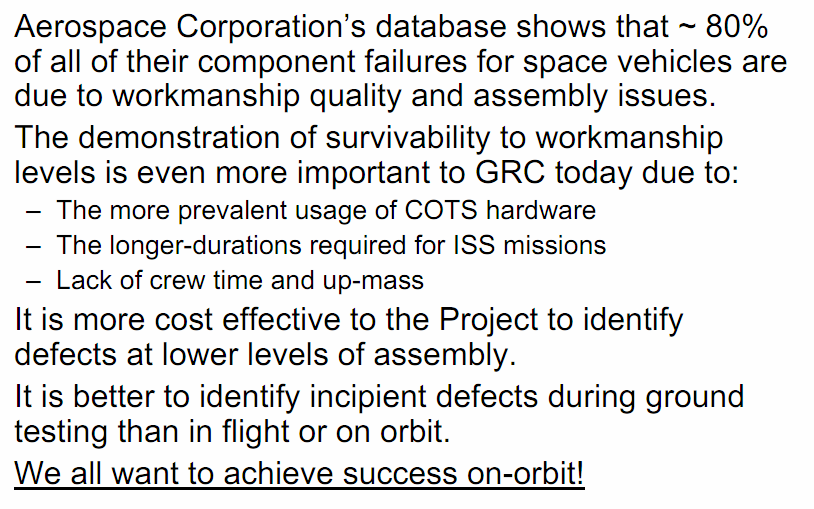 Aerospace Corporation’s database shows that ~ 80%
of all of their component failures for space vehicles are
due to workmanship quality and assembly issues.
The demonstration of survivability to workmanship
levels is even more important to GRC today due to:
– The more prevalent usage of COTS hardware
– The longer-durations required for ISS missions
– Lack of crew time and up-mass
It is more cost effective to the Project to identify
defects at lower levels of assembly.
It is better to identify incipient defects during ground
testing than in flight or on orbit.
We all want to achieve success on-orbit!